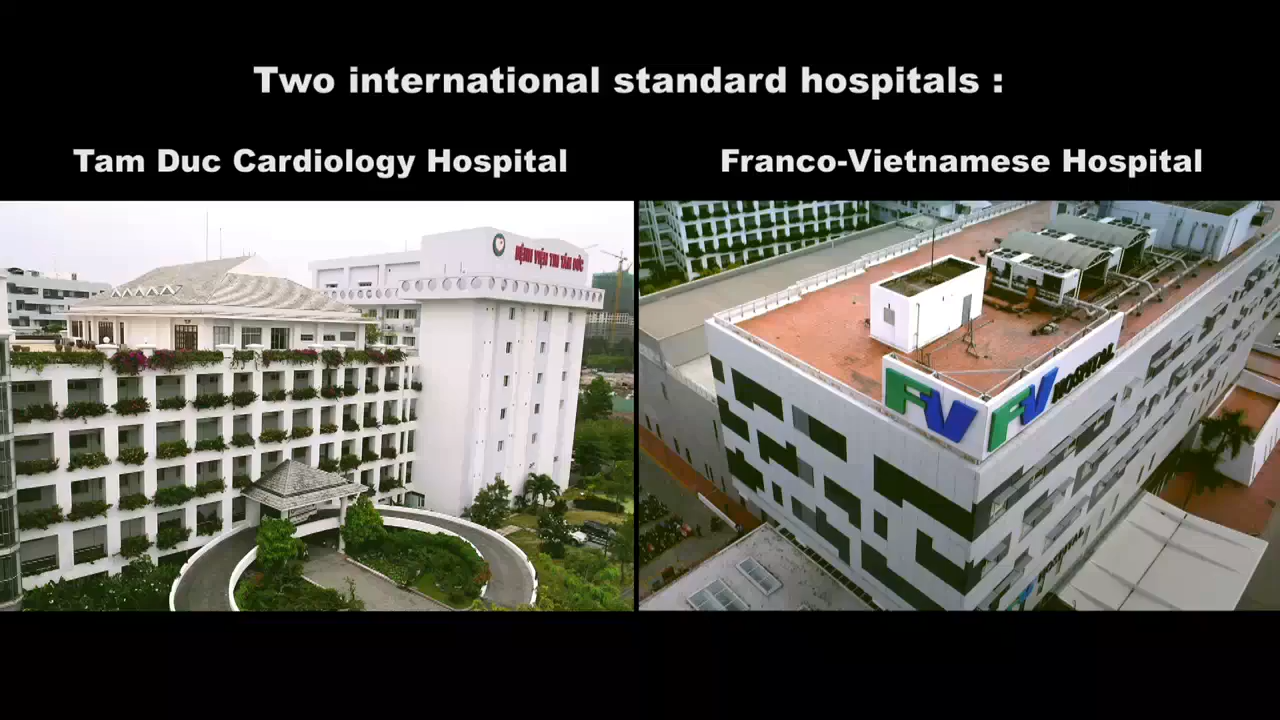 Two international standard hospitals :
Tam Duc Cardiology Hospital
Franco-Vietnamese Hospital
BỆNH VIỆN TIM TÂM ĐỨC
FV
FV HOSPITAL